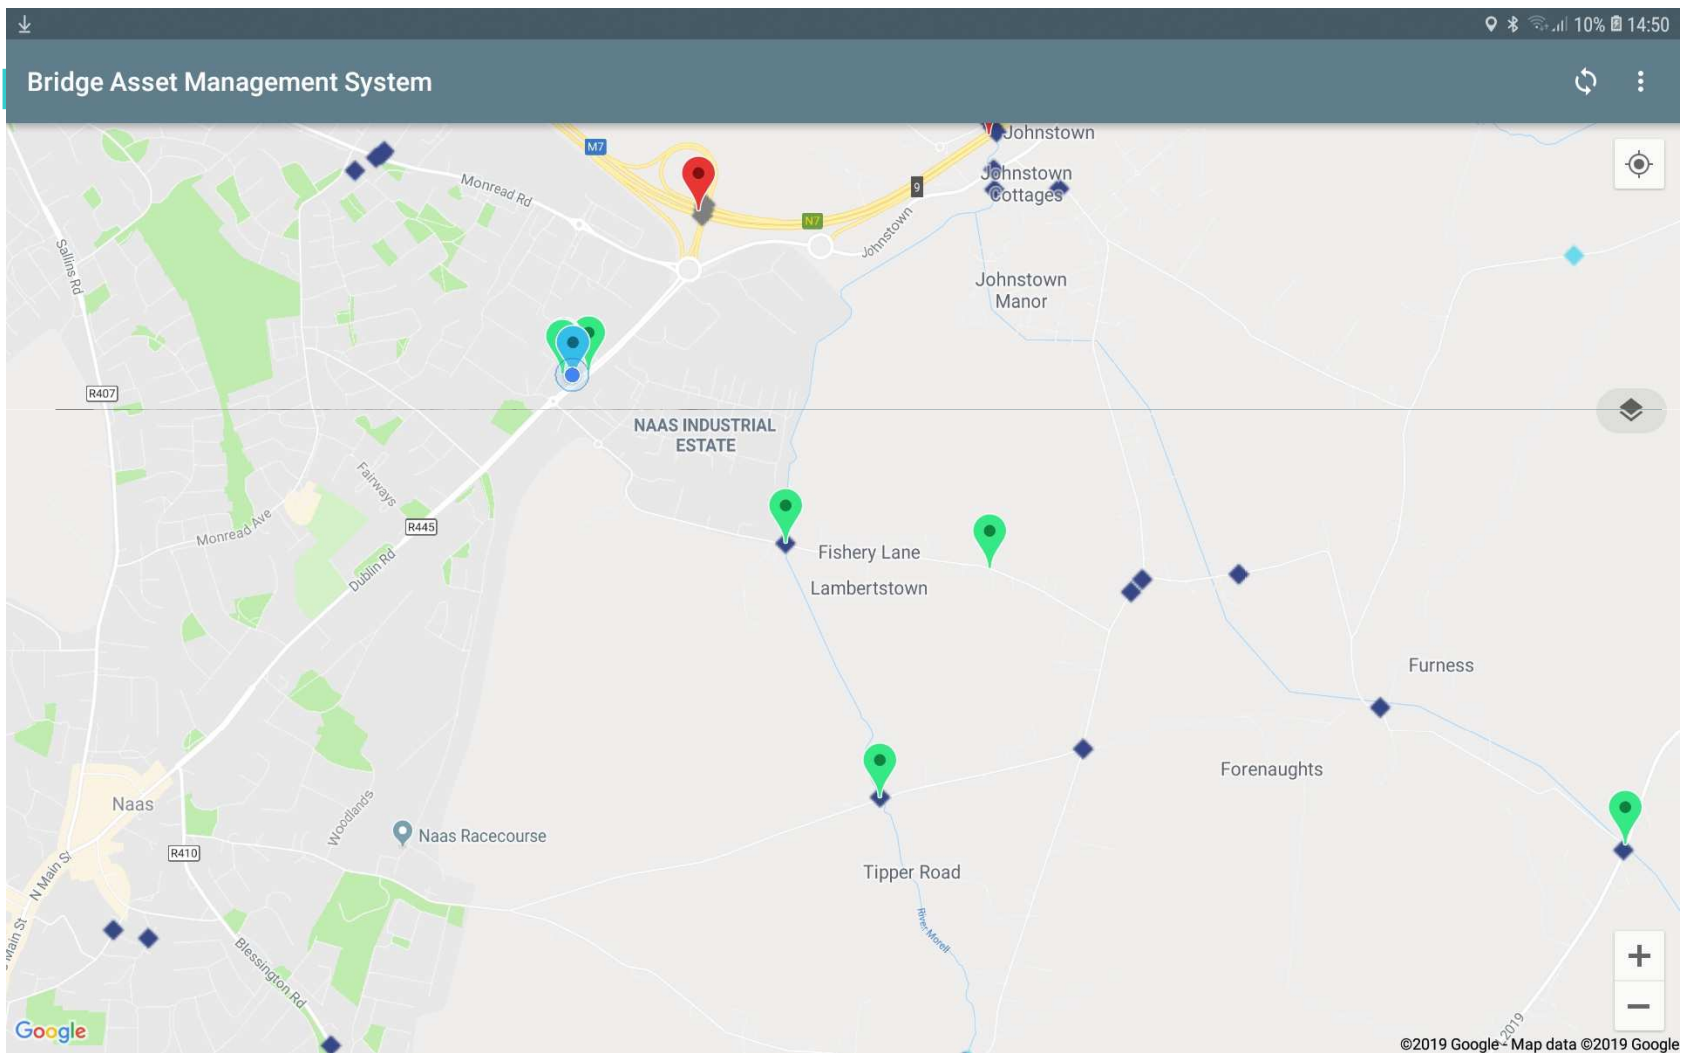 10% 14:50
Bridge Asset Management System
Johnstown
M7
Johnstown
Cottages
Monread Rd
9
N7
Johnstown
Sallins Rd
Johnstown
Manor
R407
NAAS INDUSTRIAL
ESTATE
Fairways
Monread Ave
R445
Dublin Rd
Fishery Lane
Lambertstown
Furness
Forenaughts
Naas
Woodlands
Naas Racecourse
R410
N Main St
Tipper Road
River Morell
Main St
Blessington Rd
+
−
Google
L2019
©2019 Google - Map data ©2019 Google